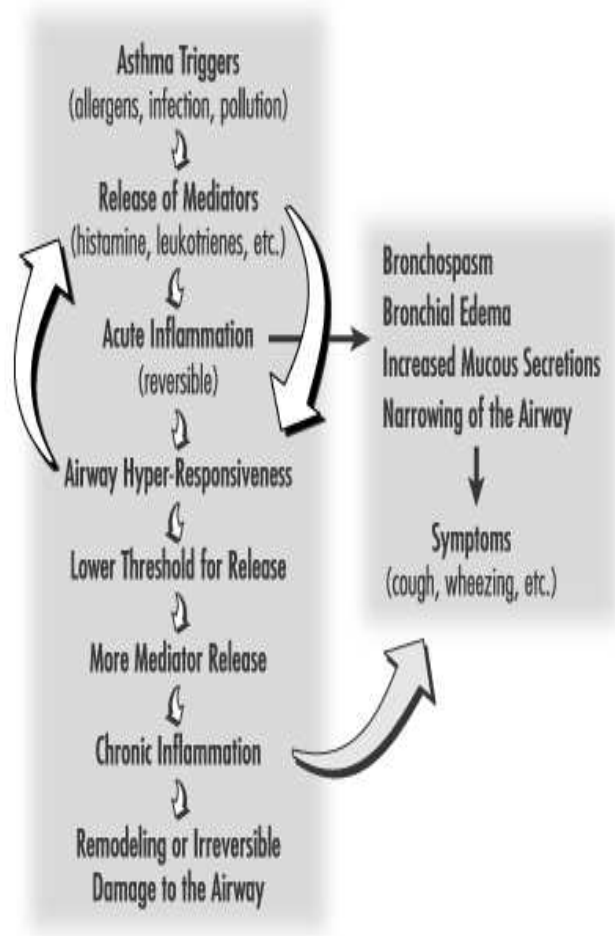 Asthma Triggers
(allergens, infection, pollution)
Release of Mediators
(histamine, leukotrienes, etc.)
Acute Inflammation
(reversible)
Airway Hyper-Responsiveness
Lower Threshold for Release
More Mediator Release
Chronic Inflammation
Remodeling or Irreversible
Damage to the Airway
Bronchospasm
Bronchial Edema
Increased Mucous Secretions
Narrowing of the Airway
Symptoms
(cough, wheezing, etc.)